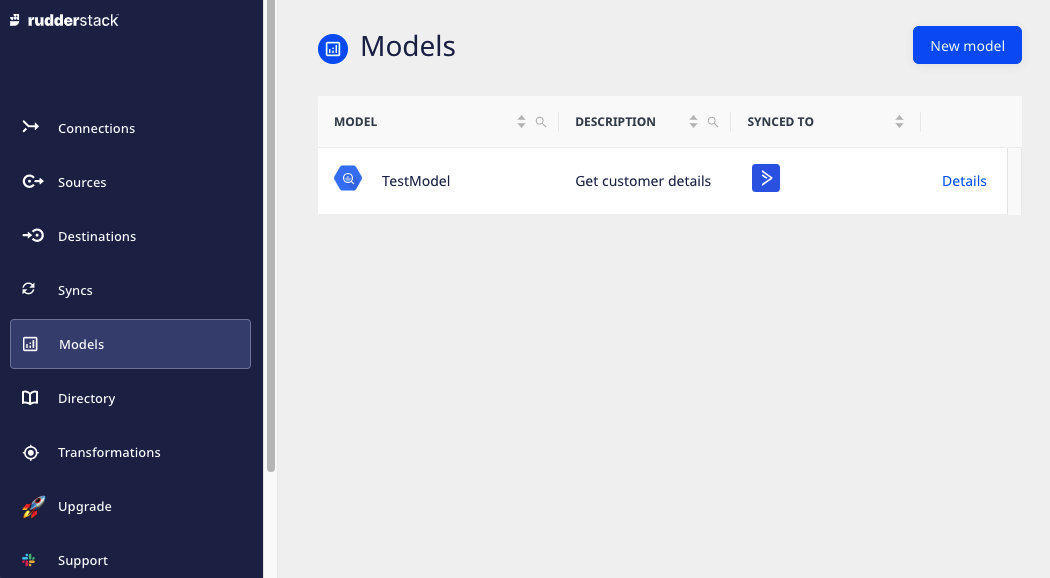 rudderstack
Connections
Sources
Destinations
Syncs
Models
Directory
Transformations
Upgrade
Support
Models
New model
MODEL DESCRIPTION SYNCED TO
TestModel Get customer details Details